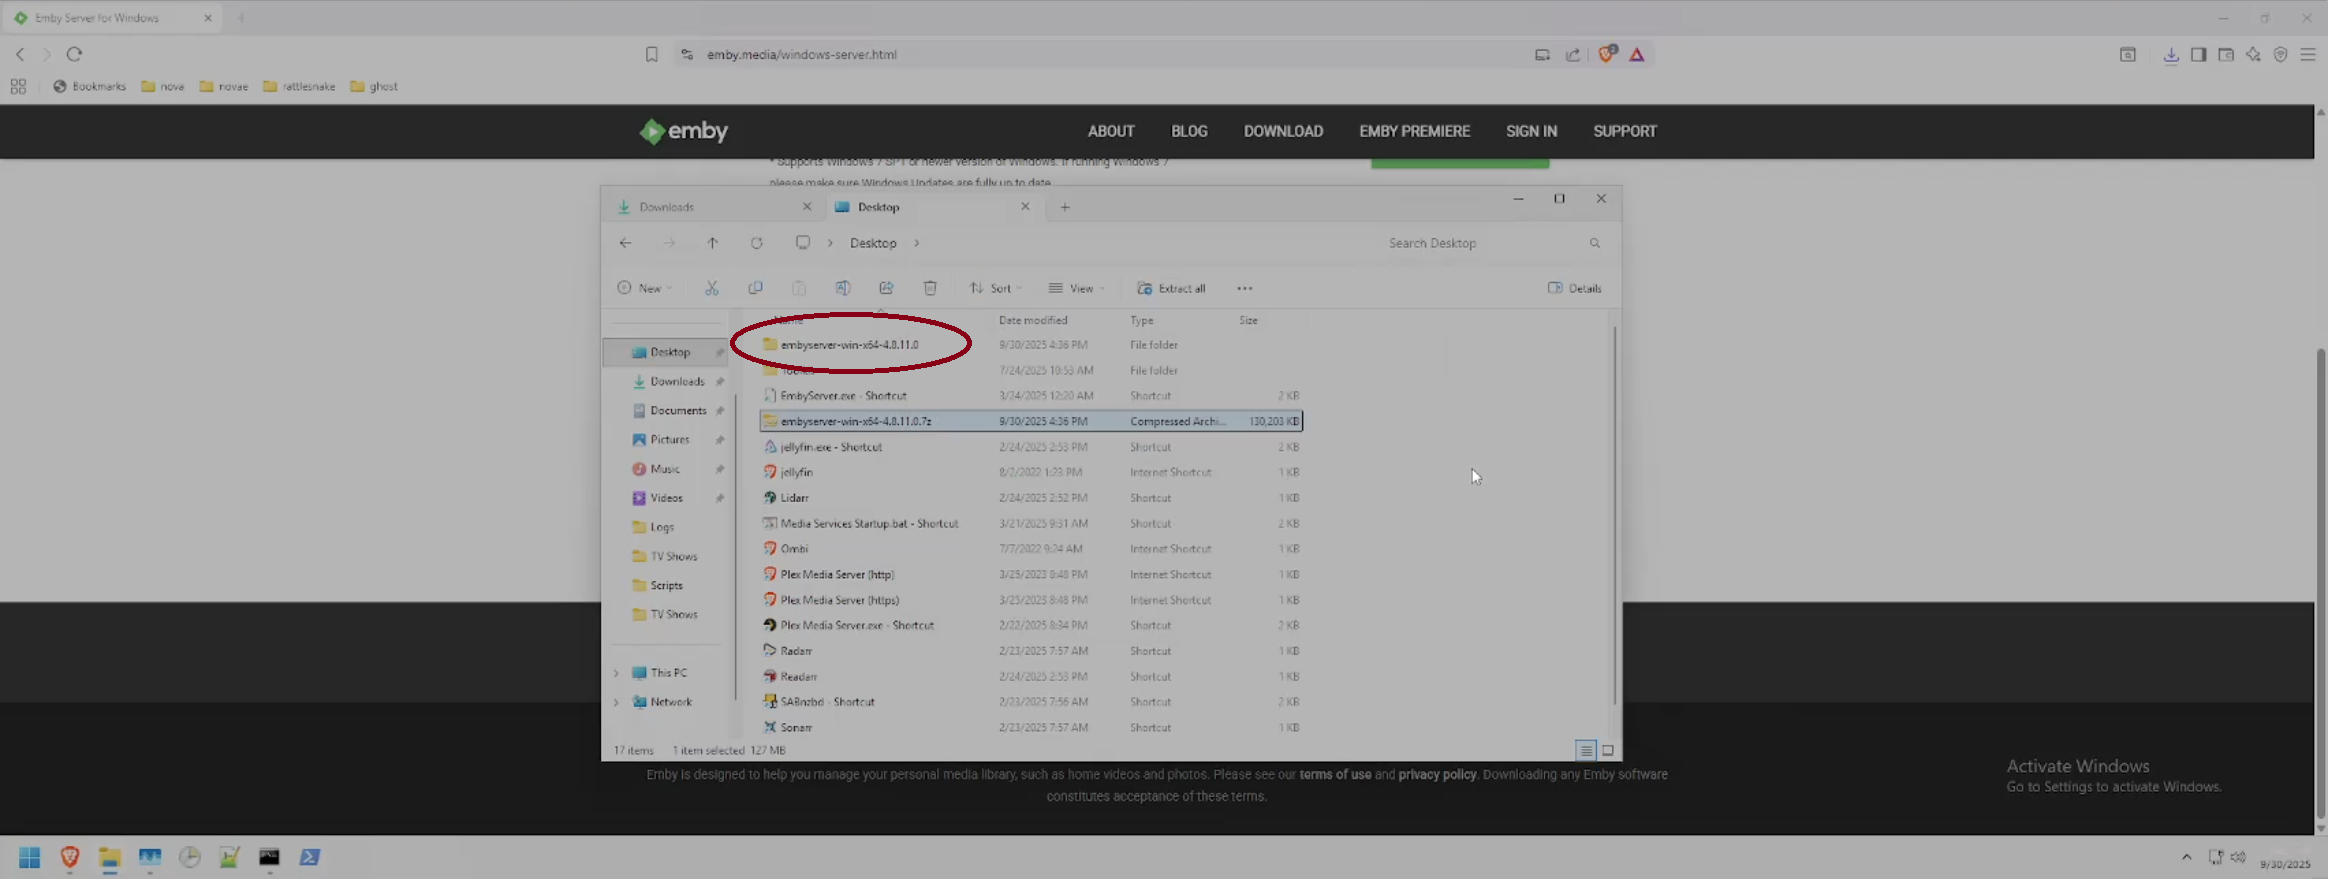 Emby Server for Windows
emby.media/windows-server.html
2
Bookmarks nova novae rattlesnake ghost
emby ABOUT BLOG DOWNLOAD EMBY PREMIERE SIGN IN SUPPORT
* Supports Windows 7 SP1 or newer version of Windows. If running Windows 7
please make sure Windows Updates are fully up to date
Downloads Desktop
Desktop Search Desktop
New Sort View Extract all Details
Name Date modified Type Size
embyserver-win-x64-4.8.11.0 9/30/2025 4:36 PM File folder
7/24/2025 10:53 AM File folder
EmbyServer.exe - Shortcut 3/24/2025 12:20 AM Shortcut 2 KB
embyserver-win-x64-4.8.11.0.7z 9/30/2025 4:36 PM Compressed Archi... 130,203 KB
jellyfin.exe - Shortcut 2/24/2025 2:53 PM Shortcut 2 KB
jellyfin 8/2/2022 1:23 PM Internet Shortcut 1 KB
Lidarr 2/24/2025 2:52 PM Shortcut 1 KB
Media Services Startup.bat - Shortcut 3/21/2025 9:31 AM Shortcut 2 KB
Ombi 7/7/2022 9:24 AM Internet Shortcut 1 KB
Plex Media Server (http) 3/25/2023 8:48 PM Internet Shortcut 1 KB
Plex Media Server (https) 3/25/2023 8:48 PM Internet Shortcut 1 KB
Plex Media Server.exe - Shortcut 2/22/2025 8:34 PM Shortcut 2 KB
Radarr 2/23/2025 7:57 AM Shortcut 1 KB
Readarr 2/24/2025 2:53 PM Shortcut 1 KB
SABnzbd - Shortcut 2/23/2025 7:56 AM Shortcut 2 KB
Sonarr 2/23/2025 7:57 AM Shortcut 1 KB
Desktop
Downloads
Documents
Pictures
Music
Videos
Logs
TV Shows
Scripts
TV Shows
This PC
Network
17 items 1 item selected 127 MB
Emby is designed to help you manage your personal media library, such as home videos and photos. Please see our terms of use and privacy policy. Downloading any Emby software
constitutes acceptance of these terms.
Activate Windows
Go to Settings to activate Windows.
9/30/2025